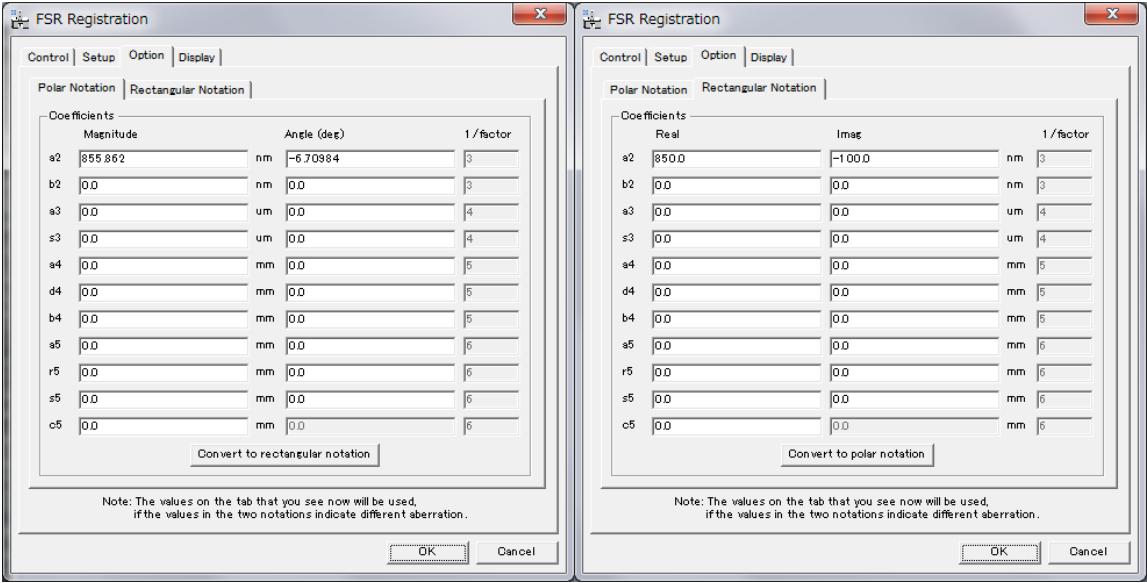 FSR Registration
Control Setup Option Display
Polar Notation Rectangular Notation
Coefficients
Magnitude Angle (deg) 1/factor
a2 855.862 nm -6.70984 3
b2 0.0 nm 0.0 3
a3 0.0 um 0.0 4
s3 0.0 um 0.0 4
a4 0.0 mm 0.0 5
d4 0.0 mm 0.0 5
b4 0.0 mm 0.0 5
a5 0.0 mm 0.0 6
r5 0.0 mm 0.0 6
s5 0.0 mm 0.0 6
c5 0.0 mm 0.0 6
Convert to rectangular notation
Note: The values on the tab that you see now will be used,
if the values in the two notations indicate different aberration.
OK Cancel
FSR Registration
Control Setup Option Display
Polar Notation Rectangular Notation
Coefficients
Real Imag 1/factor
a2 850.0 -100.0 nm 3
b2 0.0 0.0 nm 3
a3 0.0 0.0 um 4
s3 0.0 0.0 um 4
a4 0.0 0.0 mm 5
d4 0.0 0.0 mm 5
b4 0.0 0.0 mm 5
a5 0.0 0.0 mm 6
r5 0.0 0.0 mm 6
s5 0.0 0.0 mm 6
c5 0.0 0.0 mm 6
Convert to polar notation
Note: The values on the tab that you see now will be used,
if the values in the two notations indicate different aberration.
OK Cancel